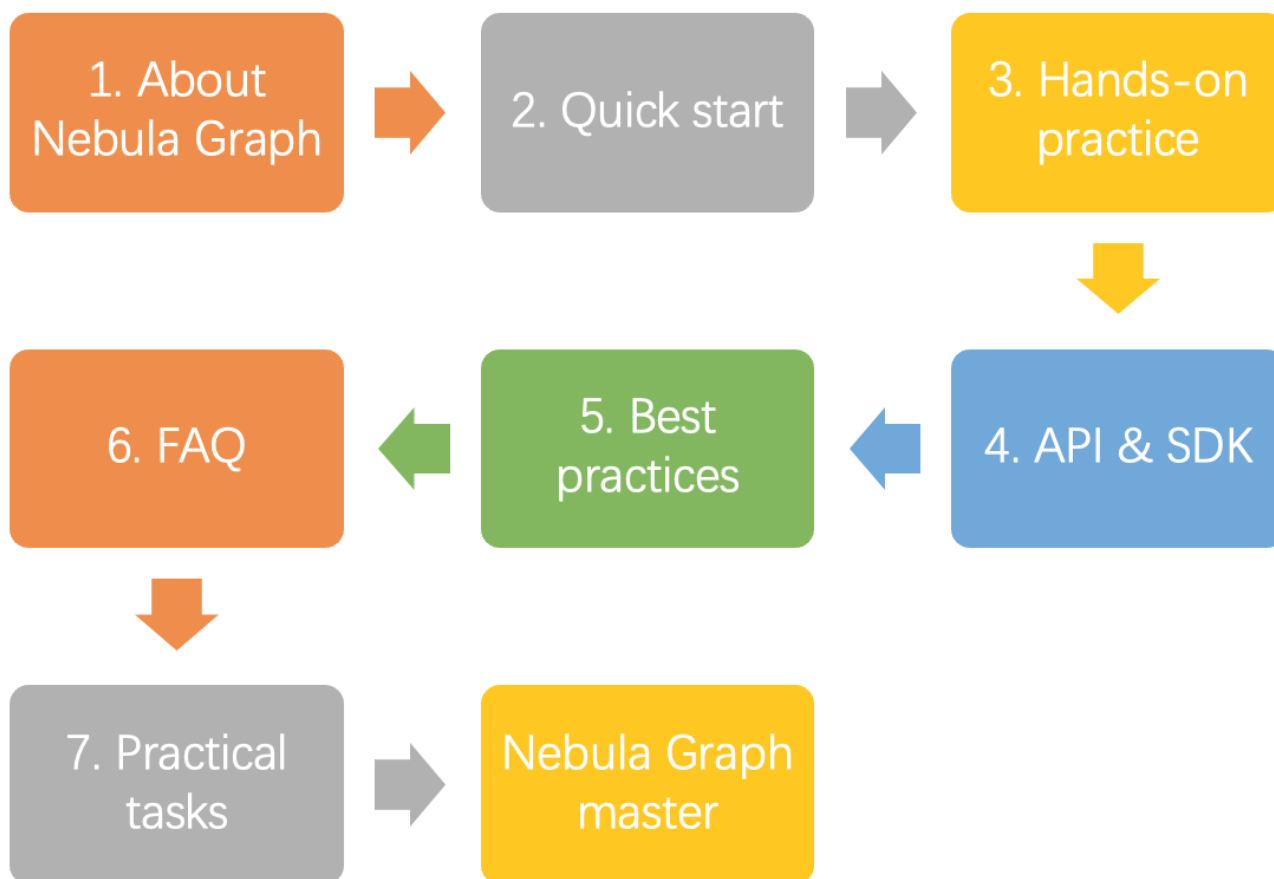 1. About
Nebula Graph
2. Quick start
3. Hands-on
practice
4. API & SDK
5. Best
practices
6. FAQ
7. Practical
tasks
Nebula Graph
master